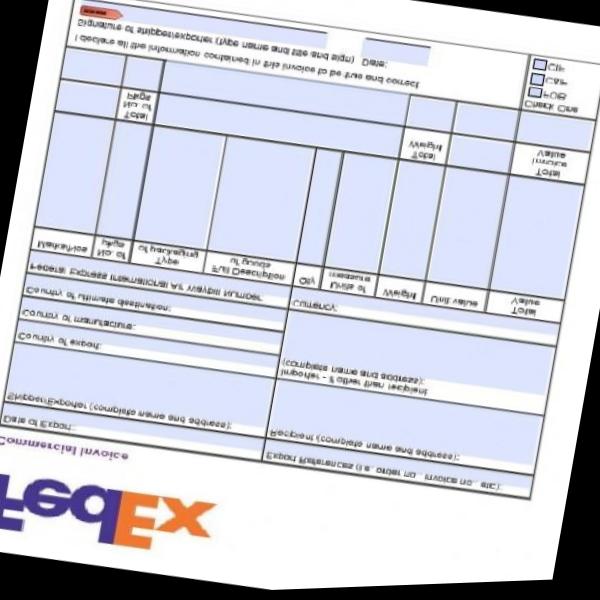 FedEx
Commercial Invoice
Date of Export:
Export References (i.e. order no., invoice no., etc):
Shipper/Exporter (complete name and address):
Recipient (complete name and address):
Country of export:
Importer - if other than recipient
(complete name and address):
Country of manufacture:
Country of ultimate destination:
Currency:
Federal Express International Air Waybill Number:
Marks/Nos
No. of
pkgs
Type
of packaging
Full Description
of goods
Qty
Units of
measure
Weight
Unit value
Total
Value
Total
No. of
Pkgs
Total
Weight
Total
Invoice
Value
Check One
FOB
C&F
CIF
I declare all the information contained in this invoice to be true and correct
Signature of shipper/exporter (type name and title and sign)
Date: